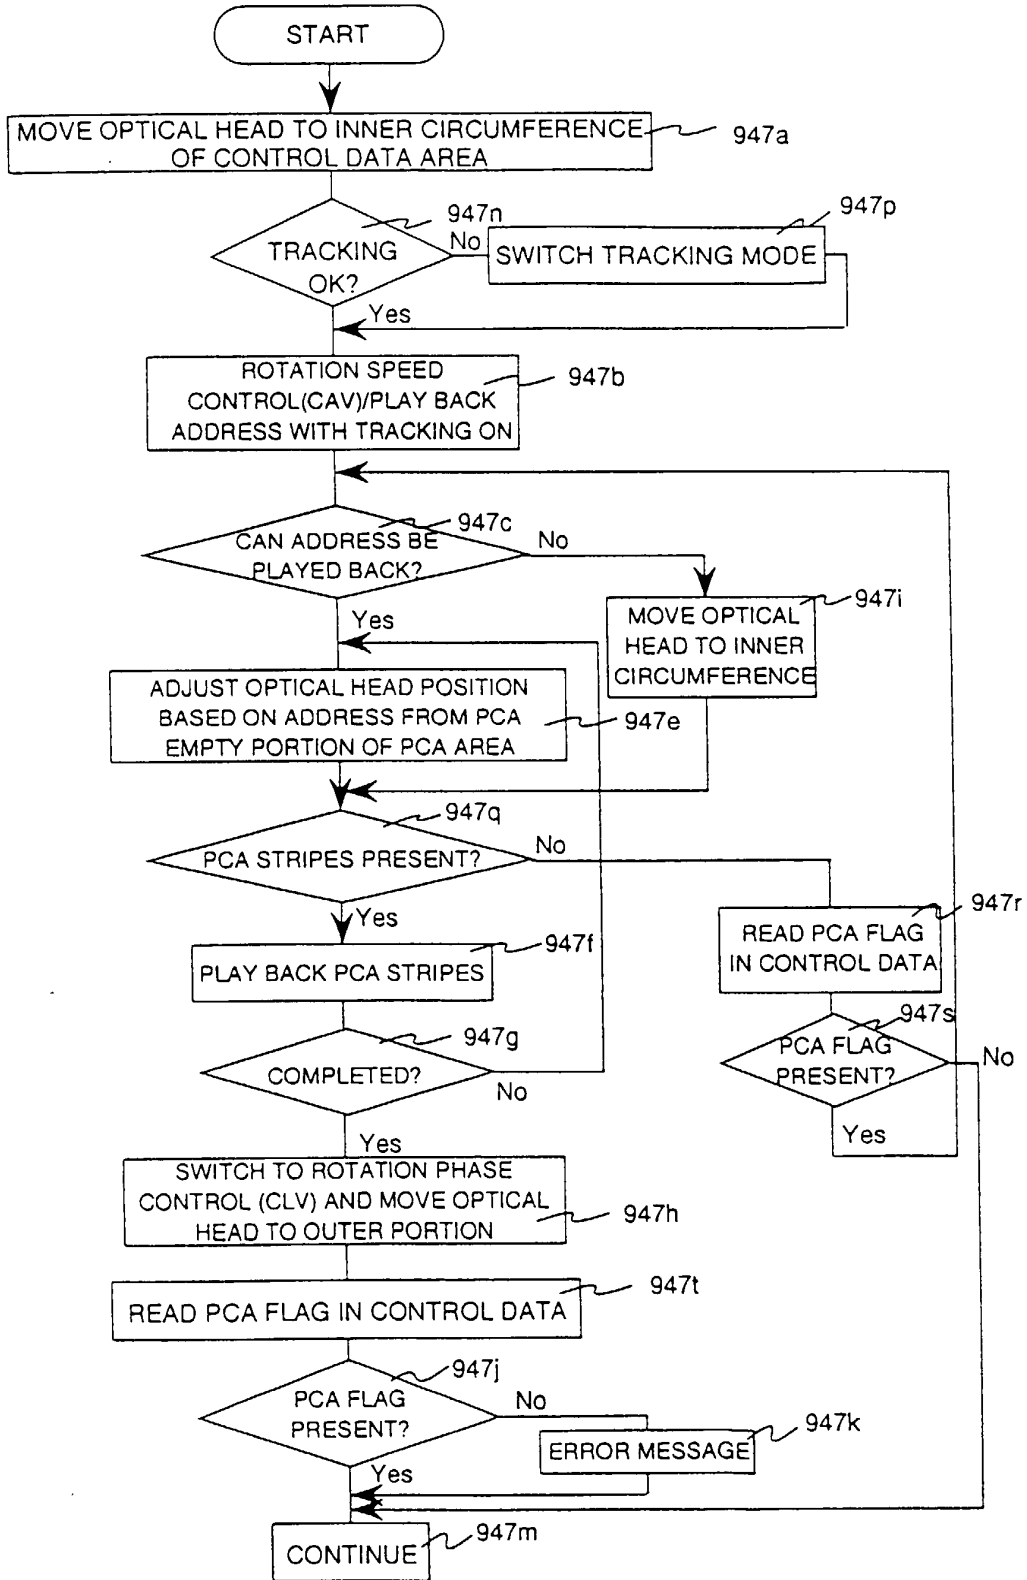 START
MOVE OPTICAL HEAD TO INNER CIRCUMFERENCE
OF CONTROL DATA AREA
947a
947n
947p
TRACKING
OK?
No
SWITCH TRACKING MODE
Yes
ROTATION SPEED
CONTROL(CAV)/PLAY BACK
ADDRESS WITH TRACKING ON
947b
947c
CAN ADDRESS BE
PLAYED BACK?
No
Yes
947i
MOVE OPTICAL
HEAD TO INNER
CIRCUMFERENCE
ADJUST OPTICAL HEAD POSITION
BASED ON ADDRESS FROM PCA
EMPTY PORTION OF PCA AREA
947e
947q
PCA STRIPES PRESENT?
No
Yes
947r
READ PCA FLAG
IN CONTROL DATA
947f
PLAY BACK PCA STRIPES
947s
PCA FLAG
PRESENT?
No
Yes
947g
COMPLETED?
No
Yes
SWITCH TO ROTATION PHASE
CONTROL (CLV) AND MOVE OPTICAL
HEAD TO OUTER PORTION
947h
947t
READ PCA FLAG IN CONTROL DATA
947j
PCA FLAG
PRESENT?
No
947k
ERROR MESSAGE
Yes
947m
CONTINUE